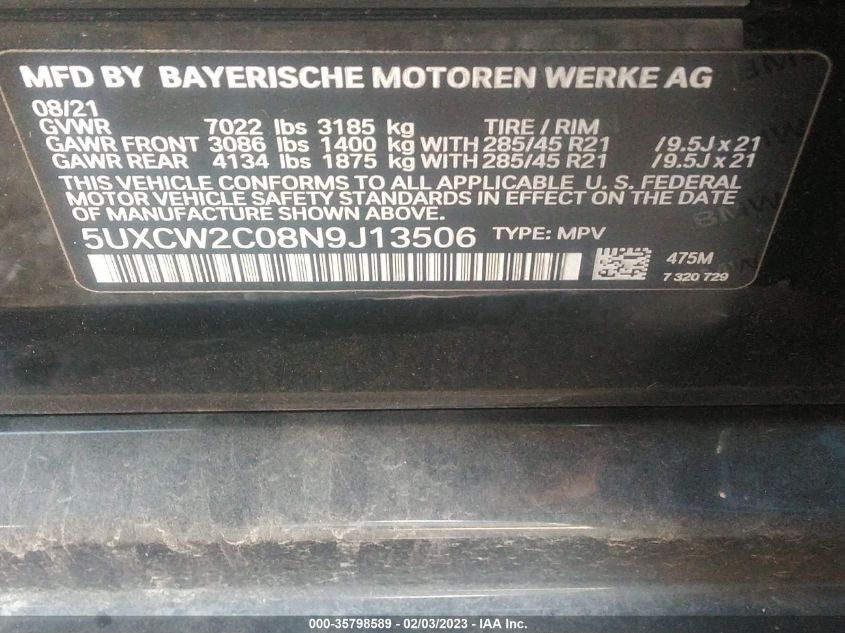 MFD BY BAYERISCHE MOTOREN WERKE AG
08/21
GVWR 7022 lbs 3185 kg TIRE / RIM
GAWR FRONT 3086 lbs 1400 kg WITH 285/45 R21 / 9.5J x 21
GAWR REAR 4134 lbs 1875 kg WITH 285/45 R21 / 9.5J x 21
THIS VEHICLE CONFORMS TO ALL APPLICABLE U. S. FEDERAL
MOTOR VEHICLE SAFETY STANDARDS IN EFFECT ON THE DATE
OF MANUFACTURE SHOWN ABOVE.
5UXCW2C08N9J13506 TYPE: MPV
475M
7 320 729
000-35798589 - 02/03/2023 - IAA Inc.